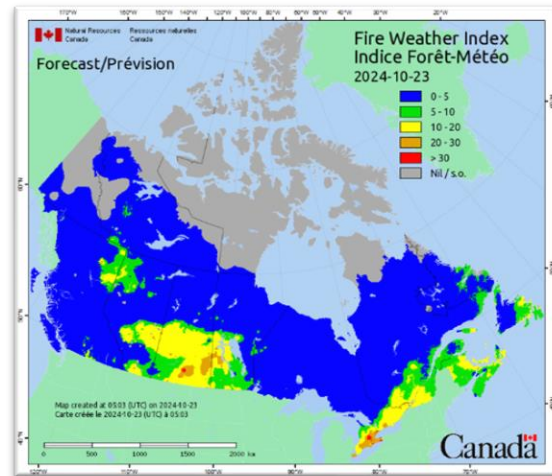 Natural Resources Canada
Ressources naturelles Canada
Forecast/Prévision
Fire Weather Index
Indice Forêt-Météo
2024-10-23
0 - 5
5 - 10
10 - 20
20 - 30
> 30
Nil / s.o.
Map created at 05:03 (UTC) on 2024-10-23
Carte créée le 2024-10-23 (UTC) à 05:03
0 500 1000 1500 2000 km
Canada